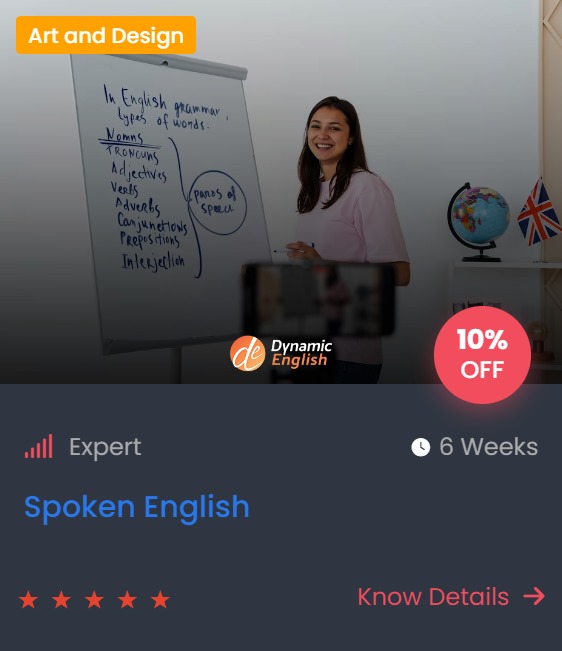 Art and Design
In English grammar,
types of words.
Nouns
PRONOUNS
Adjectives
Verbs
Adverbs
Conjunctions
Prepositions
Interjection
parts of
speech
de Dynamic
English
10%
OFF
Expert
6 Weeks
Spoken English
Know Details